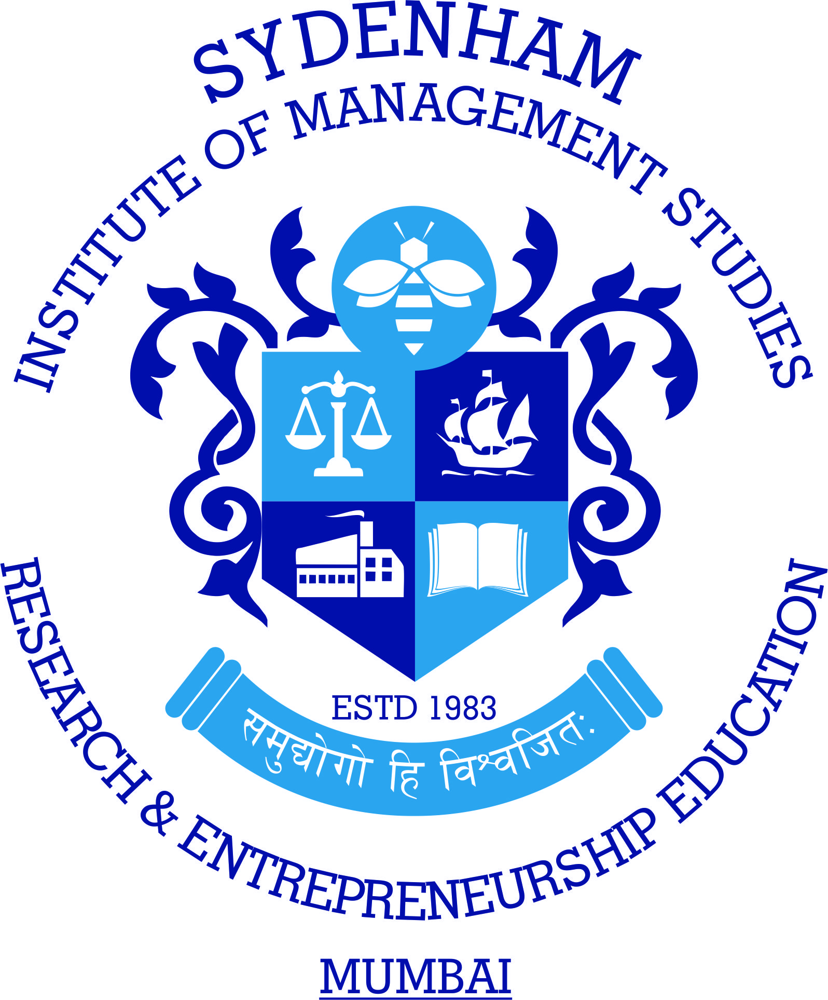 SYDENHAM
INSTITUTE OF MANAGEMENT STUDIES
ESTD 1983
समुद्योगो हि विश्वजितः
RESEARCH & ENTREPRENEURSHIP EDUCATION
MUMBAI